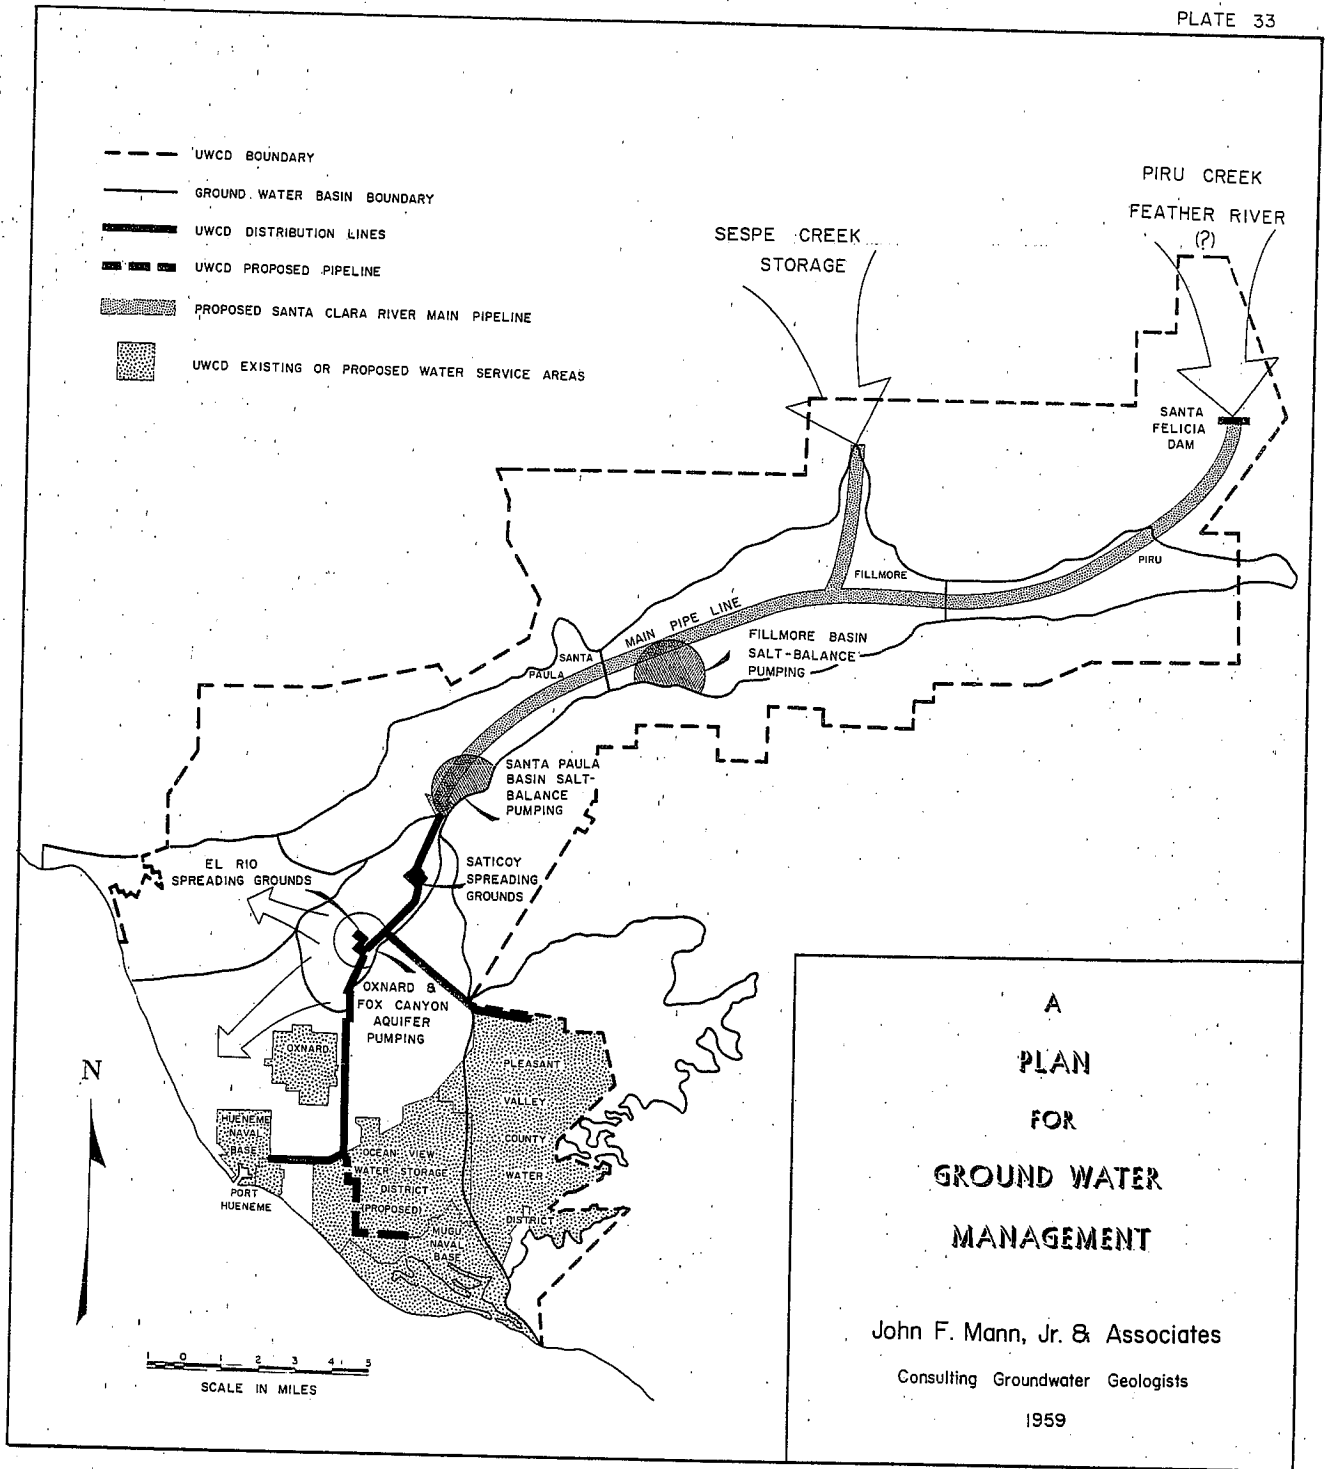 PLATE 33
UWCD BOUNDARY
GROUND WATER BASIN BOUNDARY
UWCD DISTRIBUTION LINES
UWCD PROPOSED PIPELINE
PROPOSED SANTA CLARA RIVER MAIN PIPELINE
UWCD EXISTING OR PROPOSED WATER SERVICE AREAS
PIRU CREEK
FEATHER RIVER
(?)
SESPE CREEK
STORAGE
SANTA
FELICIA
DAM
PIRU
FILLMORE
MAIN PIPE LINE
FILLMORE BASIN
SALT-BALANCE
PUMPING
SANTA
PAULA
SANTA PAULA
BASIN SALT-
BALANCE
PUMPING
EL RIO
SPREADING GROUNDS
SATICOY
SPREADING
GROUNDS
OXNARD &
FOX CANYON
AQUIFER
PUMPING
OXNARD
PLEASANT
VALLEY
COUNTY
WATER
DISTRICT
HUENEME
NAVAL
BASE
PORT
HUENEME
OCEAN VIEW
WATER STORAGE
DISTRICT
(PROPOSED)
MUGU
NAVAL
BASE
N
1 0 1 2 3 4 5
SCALE IN MILES
A
PLAN
FOR
GROUND WATER
MANAGEMENT
John F. Mann, Jr. & Associates
Consulting Groundwater Geologists
1959